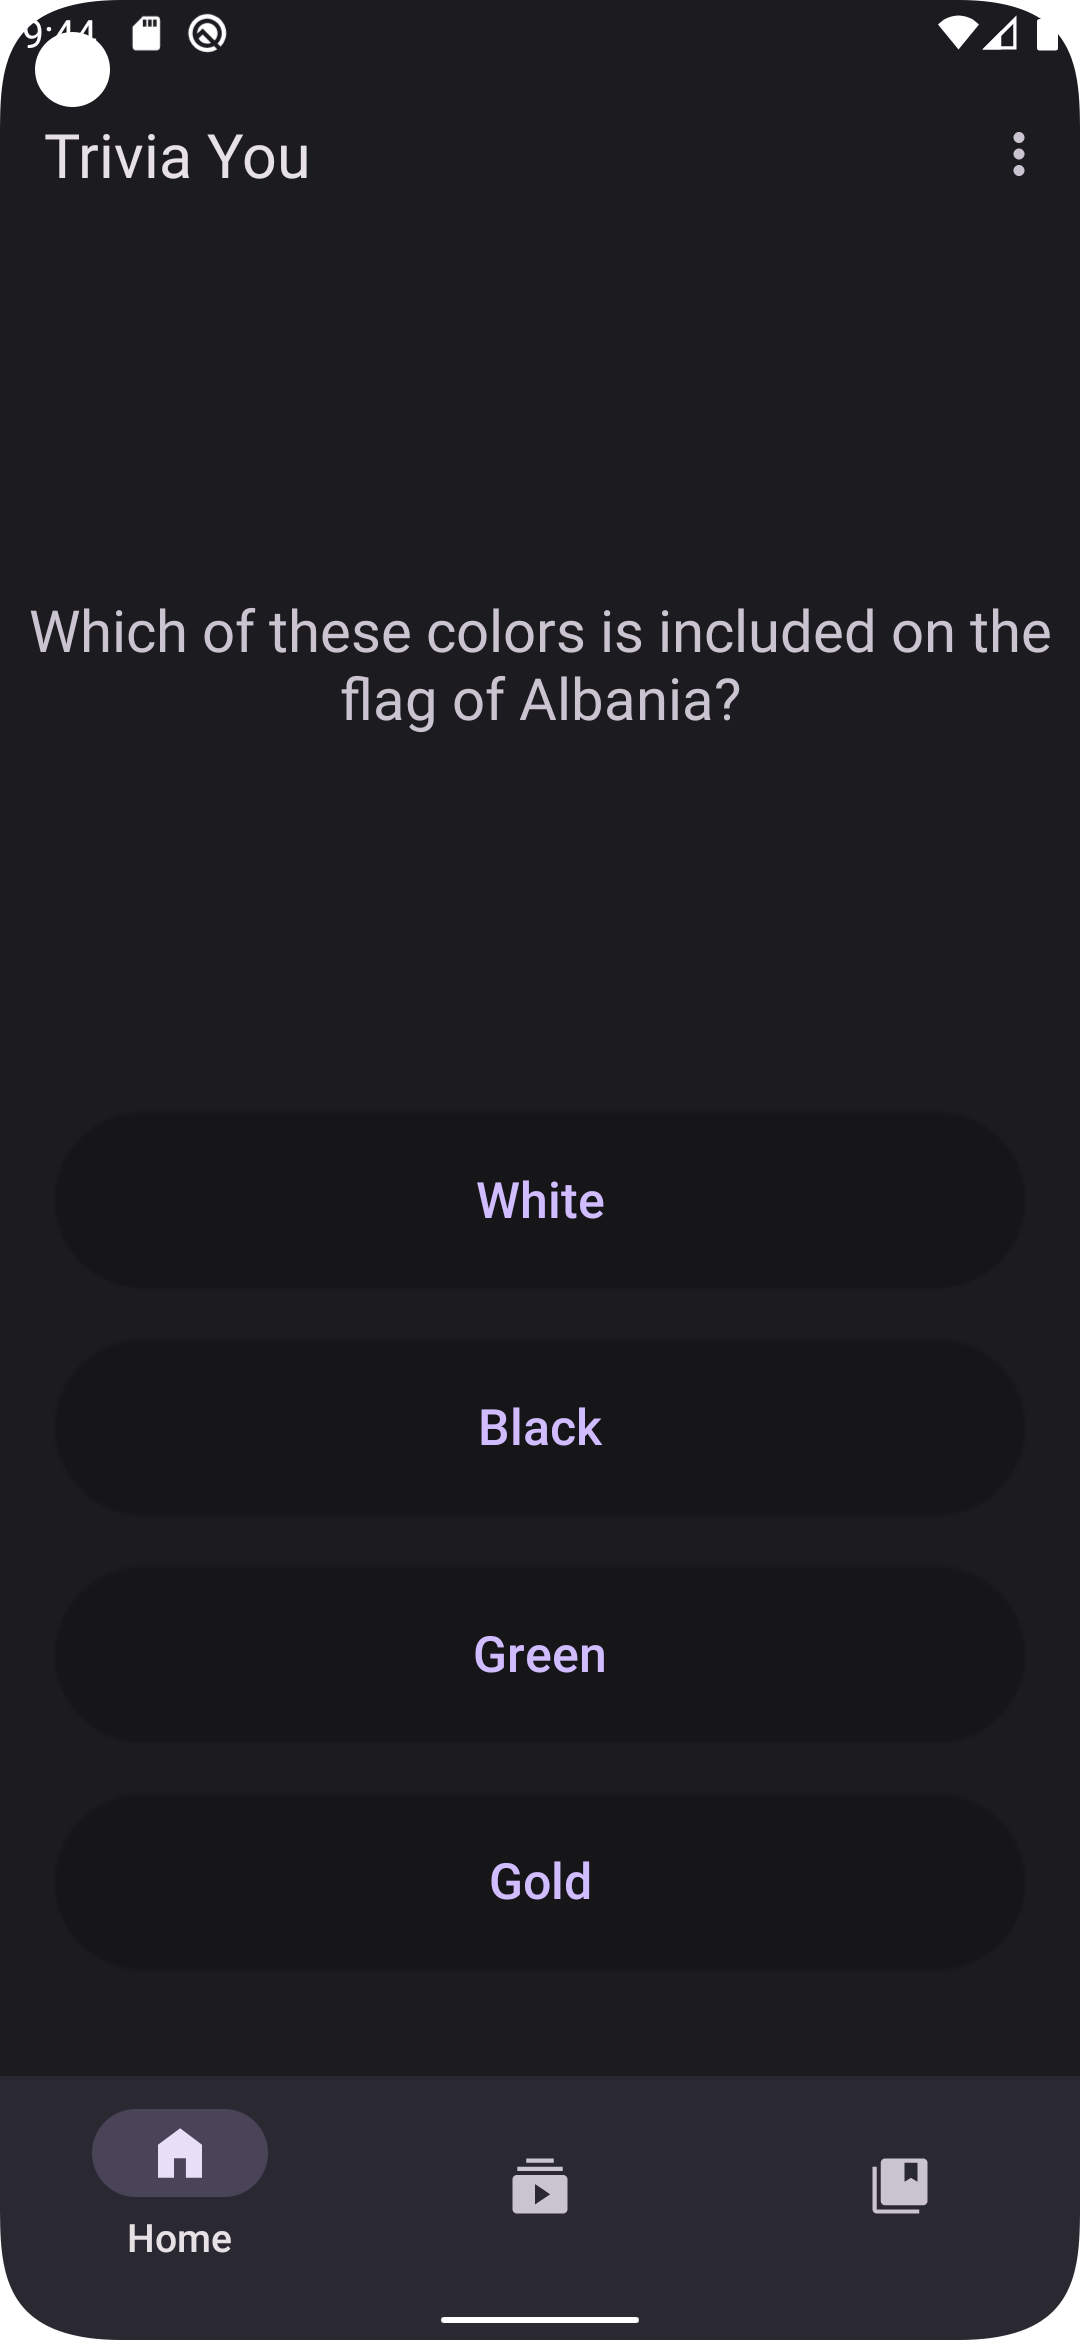 9:44
Trivia You
Which of these colors is included on the
flag of Albania?
White
Black
Green
Gold
Home